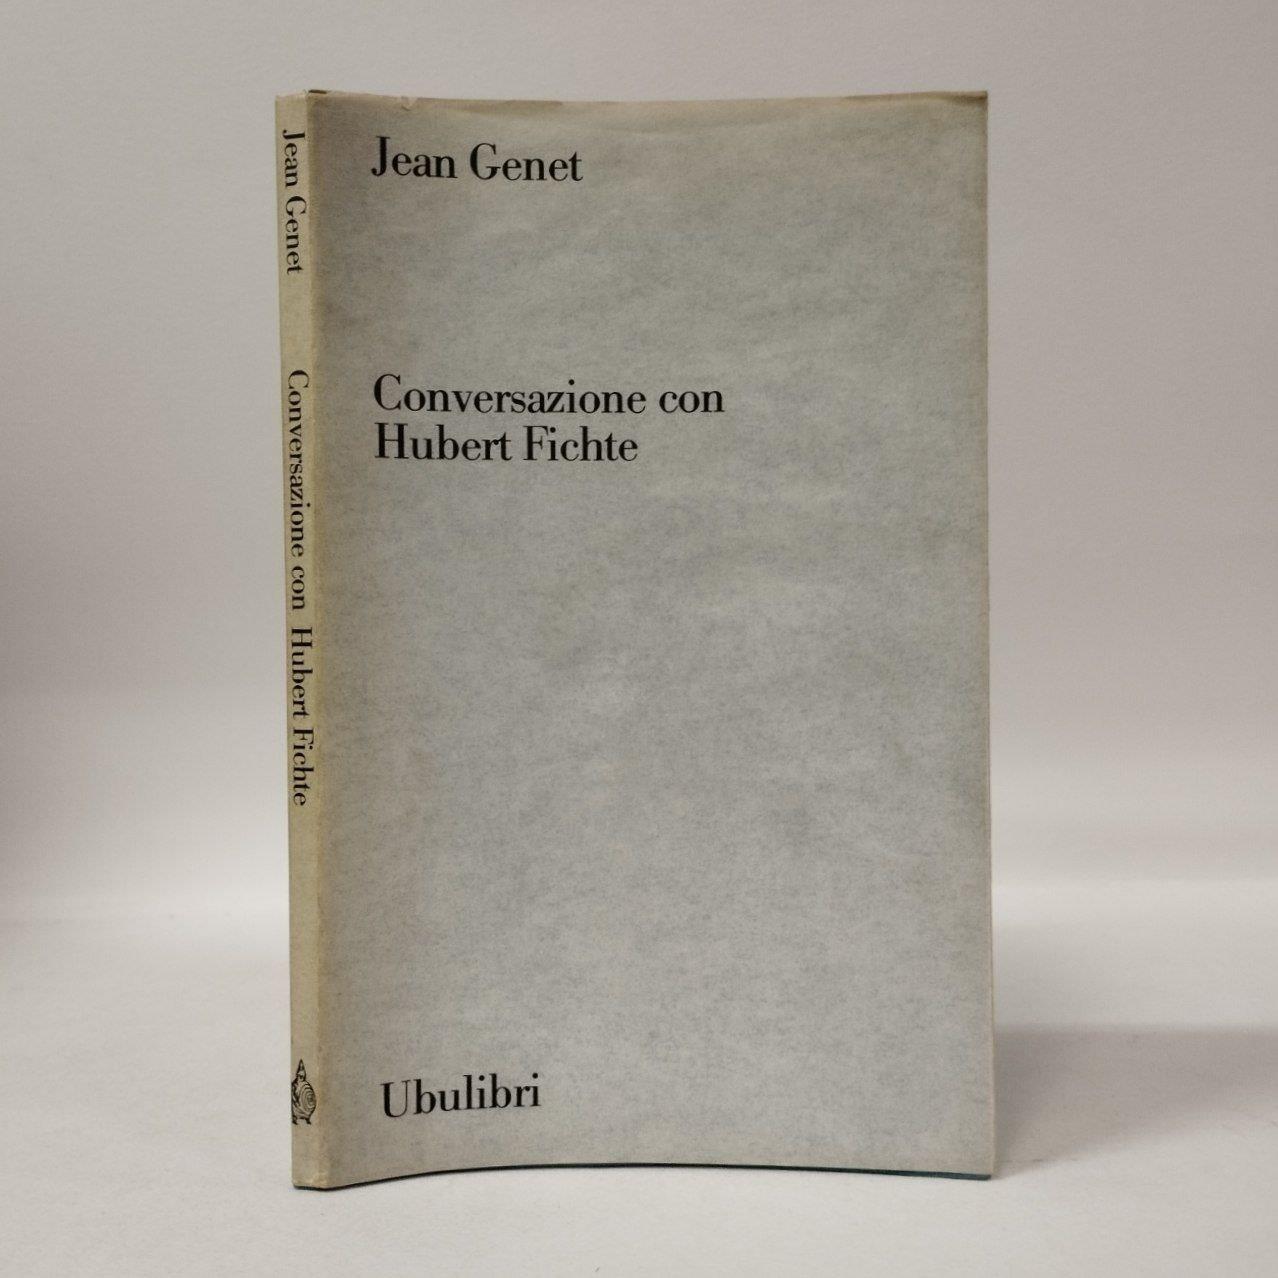 Jean Genet
Conversazione con
Hubert Fichte
Ubulibri
Jean Genet Conversazione con Hubert Fichte